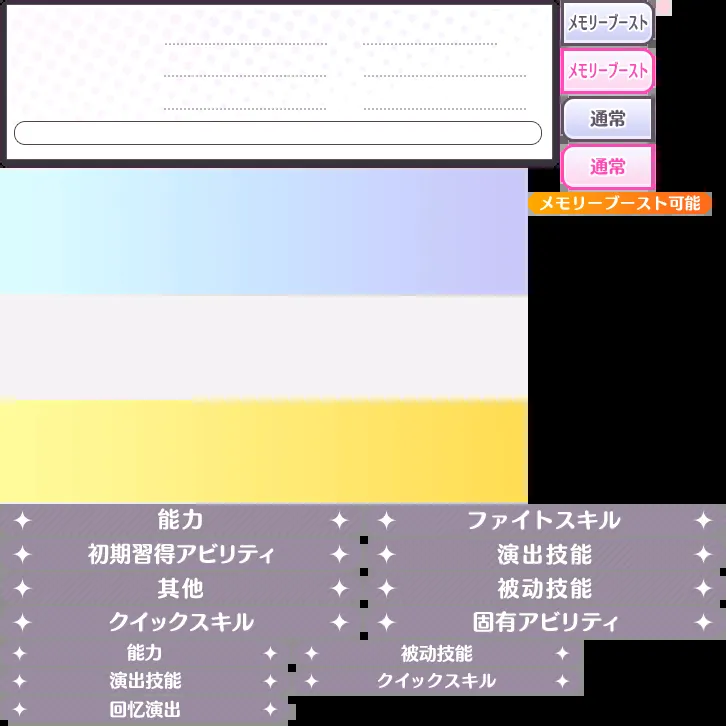 メモリーブースト
メモリーブースト
通常
通常
メモリーブースト可能
能力
ファイトスキル
初期習得アビリティ
演出技能
其他
被动技能
クイックスキル
固有アビリティ
能力
被动技能
演出技能
クイックスキル
回忆演出